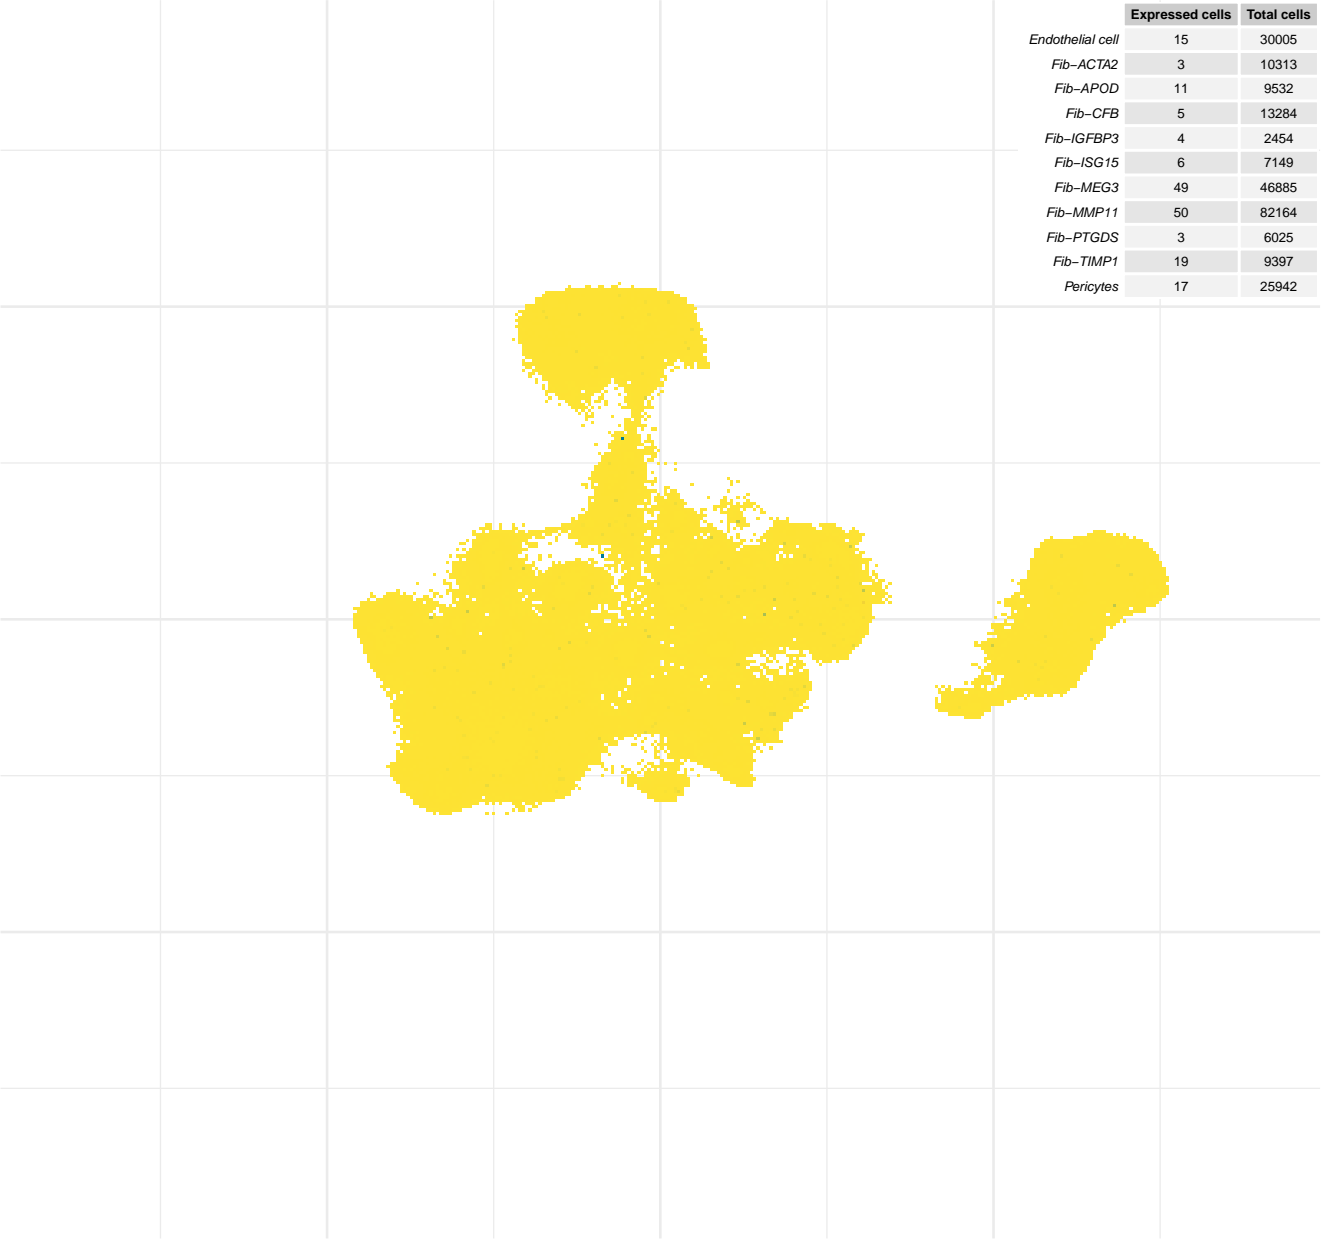 Expressed cells Total cells
Endothelial cell 15 30005
Fib−ACTA2 3 10313
Fib−APOD 11 9532
Fib−CFB 5 13284
Fib−IGFBP3 4 2454
Fib−ISG15 6 7149
Fib−MEG3 49 46885
Fib−MMP11 50 82164
Fib−PTGDS 3 6025
Fib−TIMP1 19 9397
Pericytes 17 25942